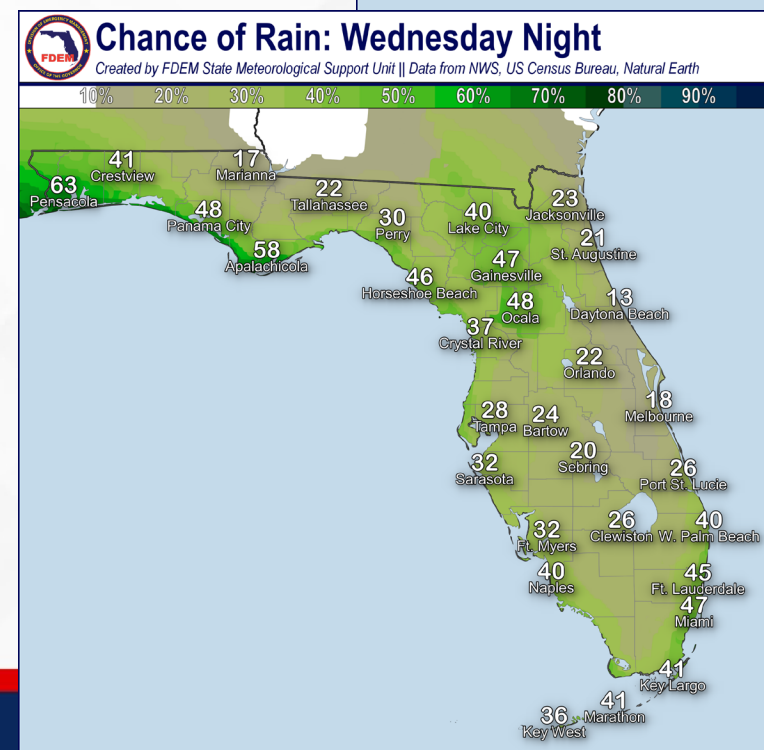 FDEM
Chance of Rain: Wednesday Night
Created by FDEM State Meteorological Support Unit || Data from NWS, US Census Bureau, Natural Earth
10% 20% 30% 40% 50% 60% 70% 80% 90%
41
Crestview
17
Marianna
63
Pensacola
22
Tallahassee
48
Panama City
30
Perry
40
Lake City
23
Jacksonville
58
Apalachicola
21
St. Augustine
46
Horseshoe Beach
47
Gainesville
48
Ocala
13
Daytona Beach
37
Crystal River
22
Orlando
28
Tampa
24
Bartow
18
Melbourne
32
Sarasota
20
Sebring
26
Port St. Lucie
32
Ft. Myers
26
Clewiston
40
W. Palm Beach
40
Naples
45
Ft. Lauderdale
47
Miami
41
Key Largo
41
Marathon
36
Key West